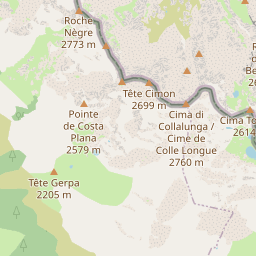 Roche
Nègre
2773 m
Tête Cimon
2699 m
Pointe
de Costa
Plana
2579 m
Cima di
Collalunga /
Cime de
Colle Longue
2760 m
Cima
Tête Gerpa
2205 m